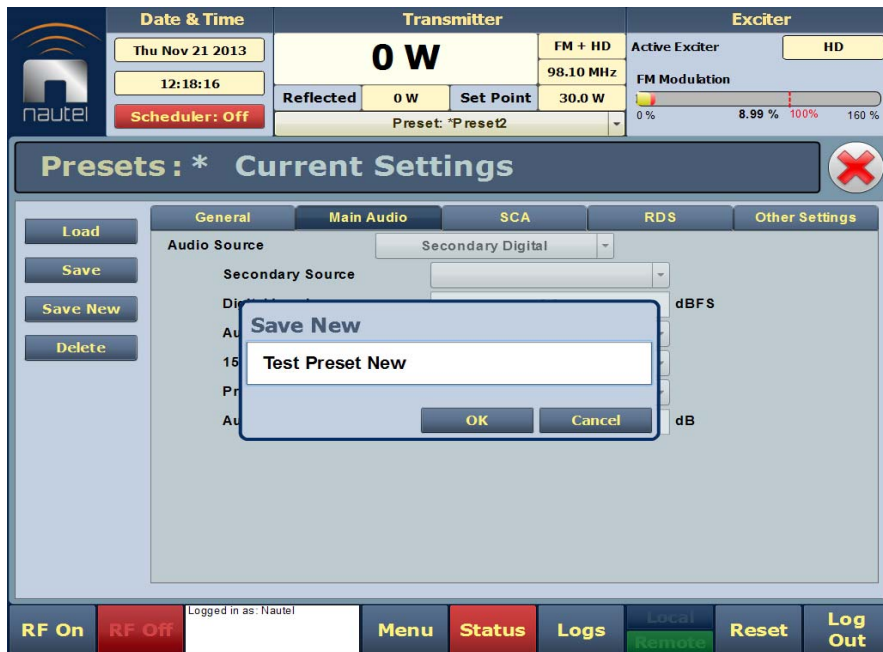 Date & Time
Thu Nov 21 2013
12:18:16
Scheduler: Off
nautel
Transmitter
0 W
FM + HD
98.10 MHz
Reflected
0 W
Set Point
30.0 W
Preset: *Preset2
Exciter
Active Exciter
HD
FM Modulation
0 %
8.99 %
100%
160 %
Presets: * Current Settings
Load
Save
Save New
Delete
General
Main Audio
SCA
RDS
Other Settings
Audio Source
Secondary Digital
Secondary Source
dBFS
Save New
Test Preset New
OK
Cancel
15
dB
RF On
RF Off
Logged in as: Nautel
Menu
Status
Logs
Local
Remote
Reset
Log Out